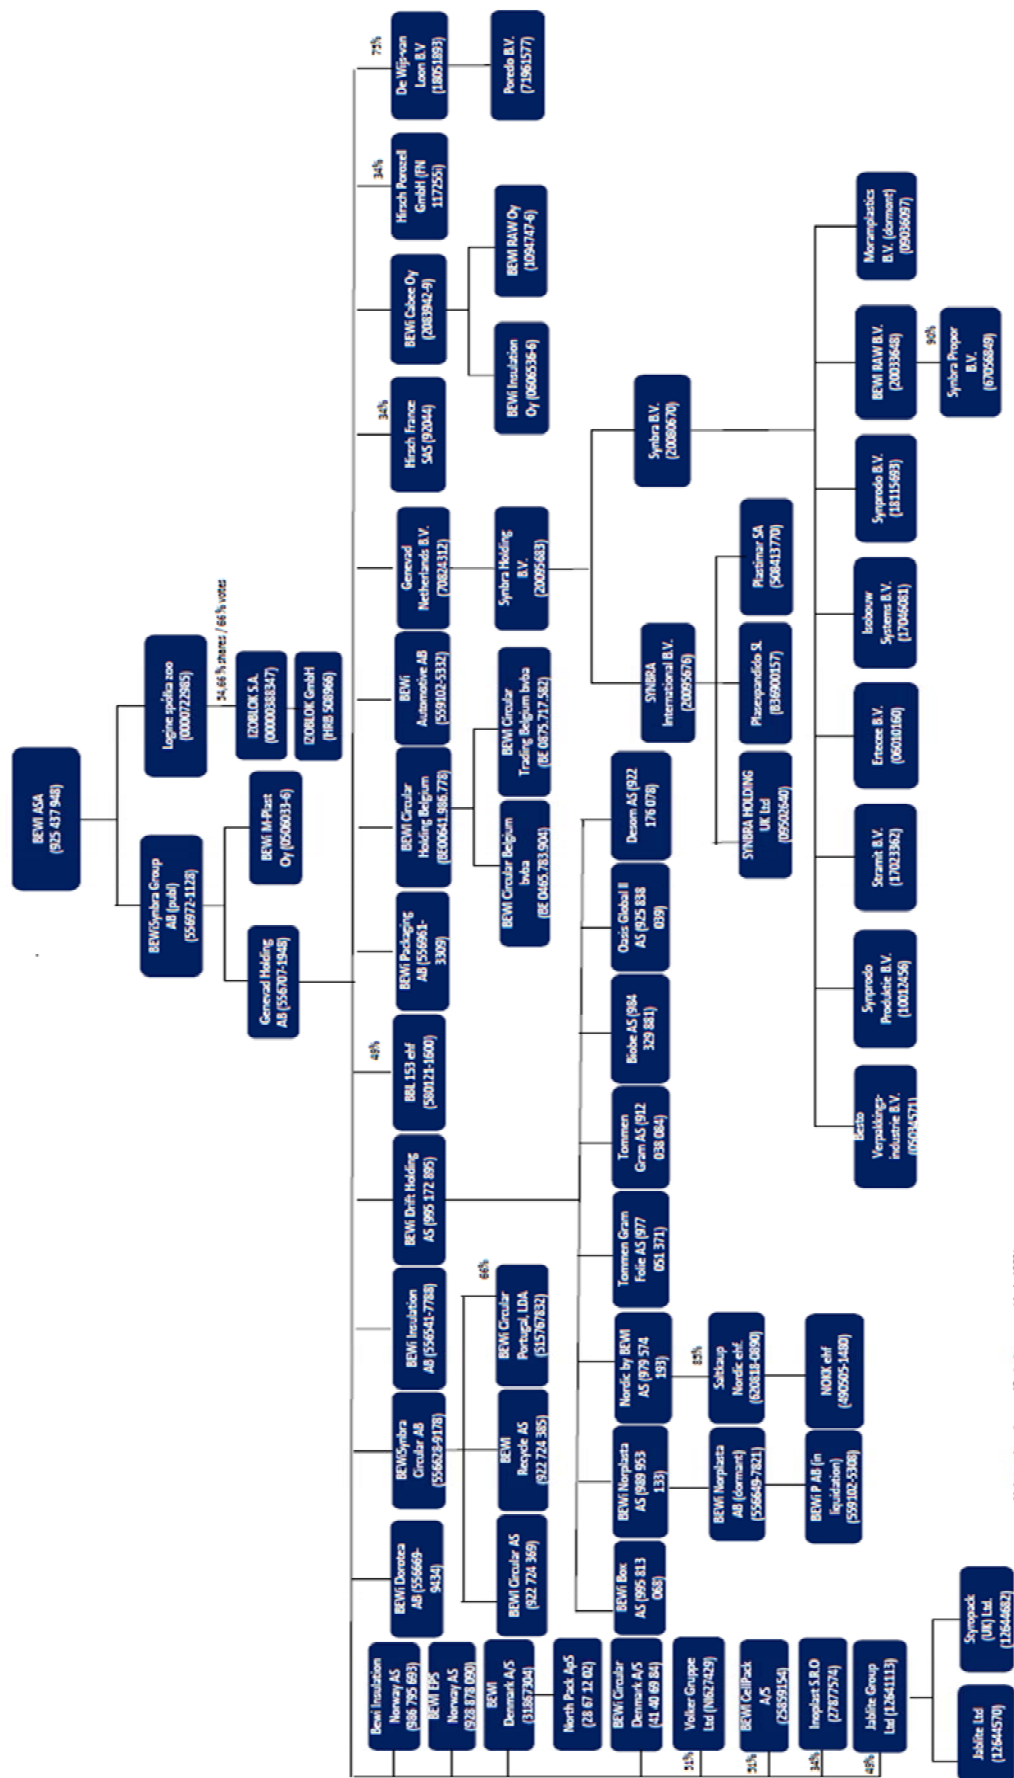 BEWI ASA
(925 437 948)
BEWiSynbra Group
AB (publ)
(556972-1128)
Logine spółka zoo
(0000722985)
54,66 % shares / 66 % votes
Genevad Holding
AB (556707-1948)
BEWi M-Plast
Oy (0506033-6)
IZOBLOK S.A.
(0000388347)
IZOBLOK GmbH
(HRB 508966)
BEWi Dorotea
AB (556669-
9434)
BEWiSynbra
Circular AB
(556628-9178)
BEWi Insulation
AB (556541-7788)
BEWi Drift Holding
AS (995 172 895)
49%
BBL 153 ehf
(580121-1600)
BEWi Packaging
AB (556961-
3309)
BEWI Circular
Holding Belgium
(BE00641.986.778)
BEWi
Automotive AB
(559102-5332)
Genevad
Netherlands B.V.
(70824312)
34%
Hirsch France
SAS (92044)
BEWi Cabee Oy
(2083942-9)
34%
Hirsch Porozell
GmbH (FN
117255i)
75%
De Wijs-van
Loon B.V
(18051893)
BEWI Circular AS
(922 724 369)
BEWI
Recycle AS
(922 724 385)
66%
BEWi Circular
Portugal, LDA
(515767832)
BEWI Circular Belgium
bvba
(BE 0465.783.904)
BEWI Circular
Trading Belgium bvba
(BE 0875.717.582)
Synbra Holding
B.V.
(20095683)
BEWi Insulation
Oy (0606536-6)
BEWI RAW Oy
(1094747-6)
Poredo B.V.
(71961577)
BEWi Box
AS (995 813
068)
BEWi Norplasta
AS (989 953
133)
Nordic by BEWI
AS (979 574
193)
Tommen Gram
Folie AS (977
051 371)
Tommen
Gram AS (912
038 084)
Biobe AS (984
329 881)
Oasis Global II
AS (925 838
039)
Desom AS (922
176 078)
SYNBRA
International B.V.
(20095676)
Synbra B.V.
(20080670)
BEWi Norplasta
AB (dormant)
(556649-7821)
85%
Saltkaup
Nordic ehf.
(620818-0890)
SYNBRA HOLDING
UK Ltd
(09502640)
Plasexpandido SL
(B36900157)
Plastimar SA
(508413770)
BEWi P AB (in
liquidation)
(559102-5308)
NOKK ehf
(490505-1480)
Besto
Verpakkings-
industrie B.V.
(05034571)
Synprodo
Produktie B.V.
(10012456)
Stramit B.V.
(17023362)
Ertecee B.V.
(06010160)
Isobouw
Systems B.V.
(17046081)
Synprodo B.V.
(18115693)
BEWI RAW B.V.
(20033648)
Moramplastics
B.V. (dormant)
(09036097)
90%
Synbra Propor
B.V.
(67056849)
Bewi Insulation
Norway AS
(986 795 693)
BEWi EPS
Norway AS
(928 878 090)
BEWI
Denmark A/S
(31867304)
North Pack ApS
(28 67 12 02)
BEWi Circular
Denmark A/S
(41 40 69 84)
51%
Volker Gruppe
Ltd (NI627429)
51%
BEWI CellPack
A/S
(25859154)
34%
Inoplast S.R.O
(27877574)
49%
Jablite Group
Ltd (12641113)
Jablite Ltd
(12644570)
Styropack
(UK) Ltd.
(12644682)